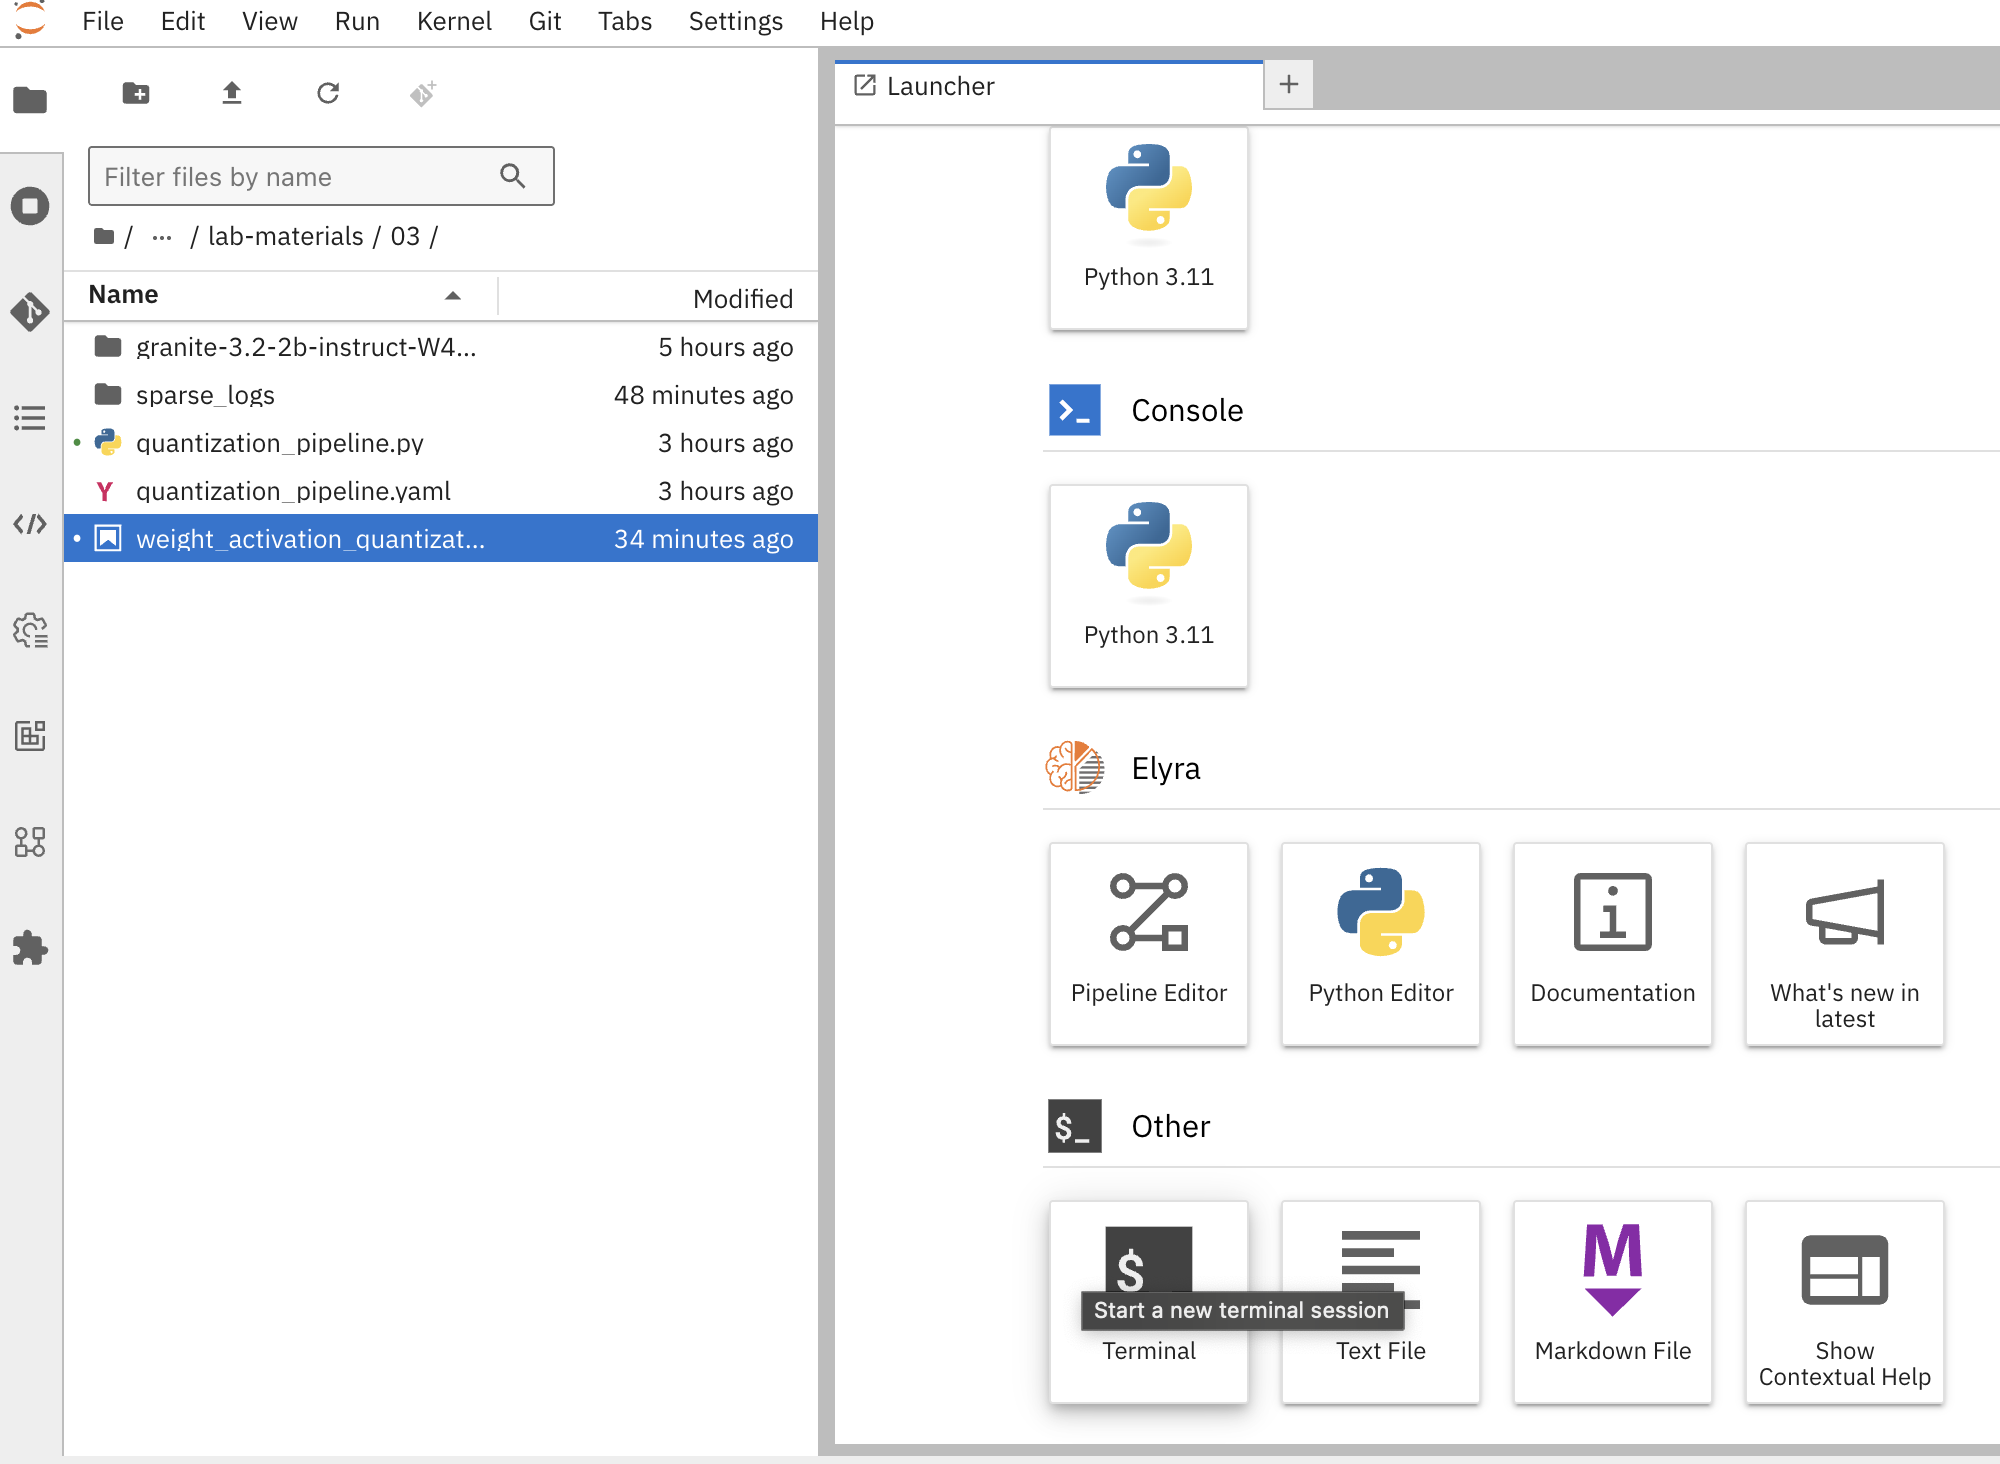 File Edit View Run Kernel Git Tabs Settings Help
Filter files by name
/ ... / lab-materials / 03 /
Name Modified
granite-3.2-2b-instruct-W4... 5 hours ago
sparse_logs 48 minutes ago
quantization_pipeline.py 3 hours ago
Y quantization_pipeline.yaml 3 hours ago
weight_activation_quantizat... 34 minutes ago
Launcher
Python 3.11
Console
Python 3.11
Elyra
Pipeline Editor
Python Editor
Documentation
What's new in
latest
$_ Other
$
Start a new terminal session
Terminal
Text File
M
Markdown File
Show
Contextual Help